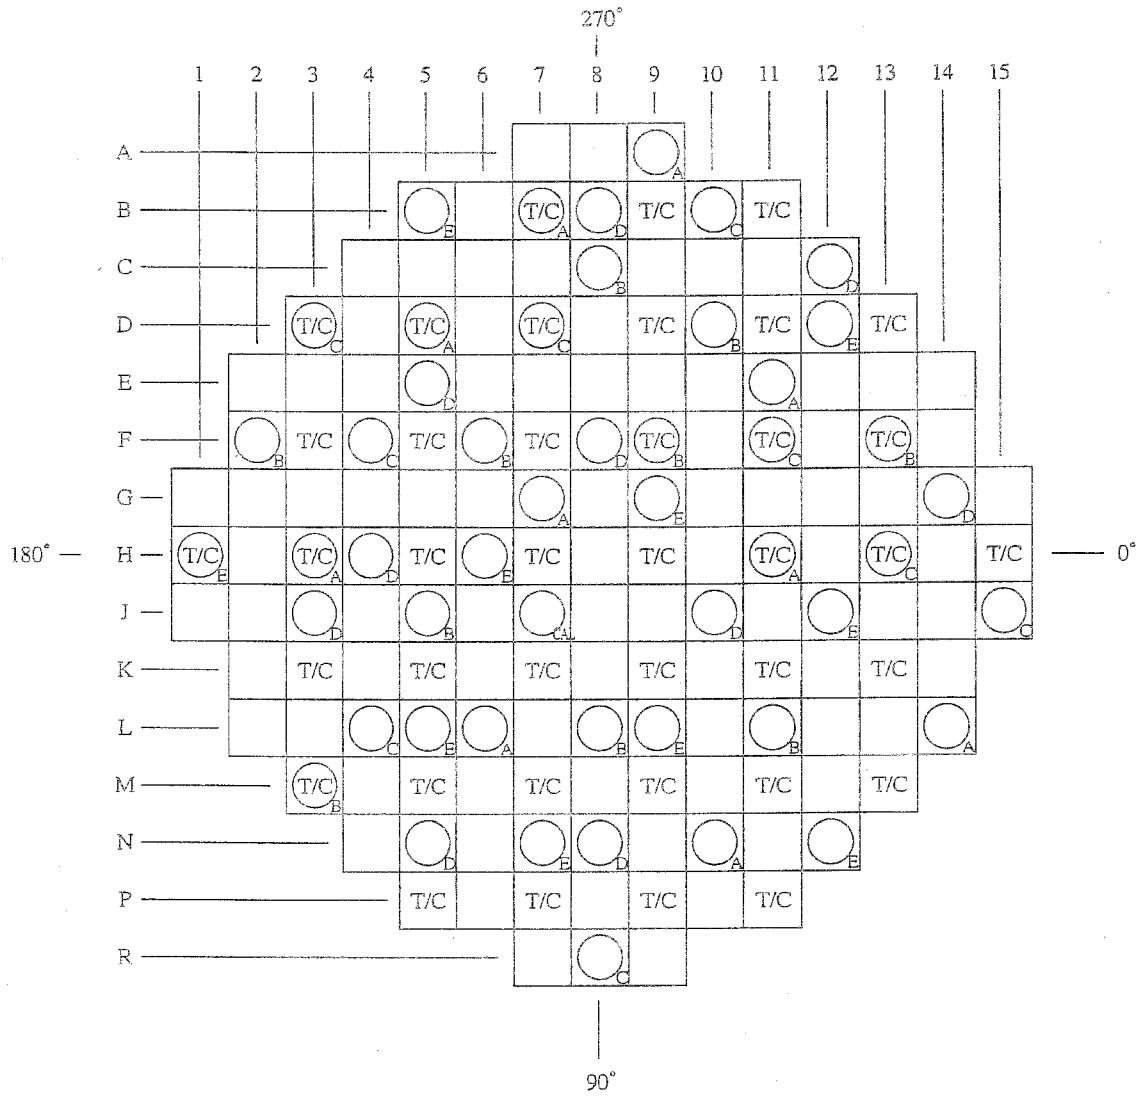 270°
1 2 3 4 5 6 7 8 9 10 11 12 13 14 15
A A
B E T/C A D T/C C T/C
C B D
D T/C C T/C A T/C C T/C B T/C E T/C
E D A
F B T/C C T/C B T/C D T/C B T/C C T/C B
G A E D
180° H T/C E T/C A D T/C E T/C T/C T/C A T/C C T/C 0°
J D B CAL D E C
K T/C T/C T/C T/C T/C T/C
L C E A B E B A
M T/C B T/C T/C T/C T/C T/C
N D E D A E
P T/C T/C T/C T/C
R C
90°